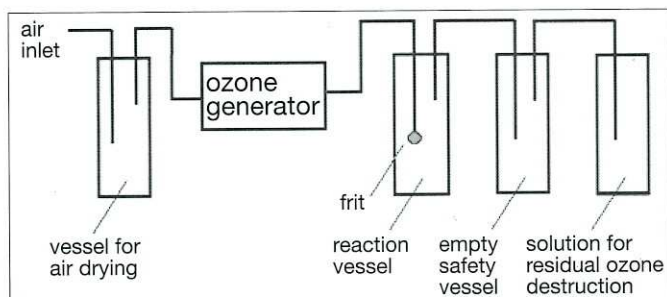 air
inlet
ozone
generator
frit
vessel for
air drying
reaction
vessel
empty
safety
vessel
solution for
residual ozone
destruction